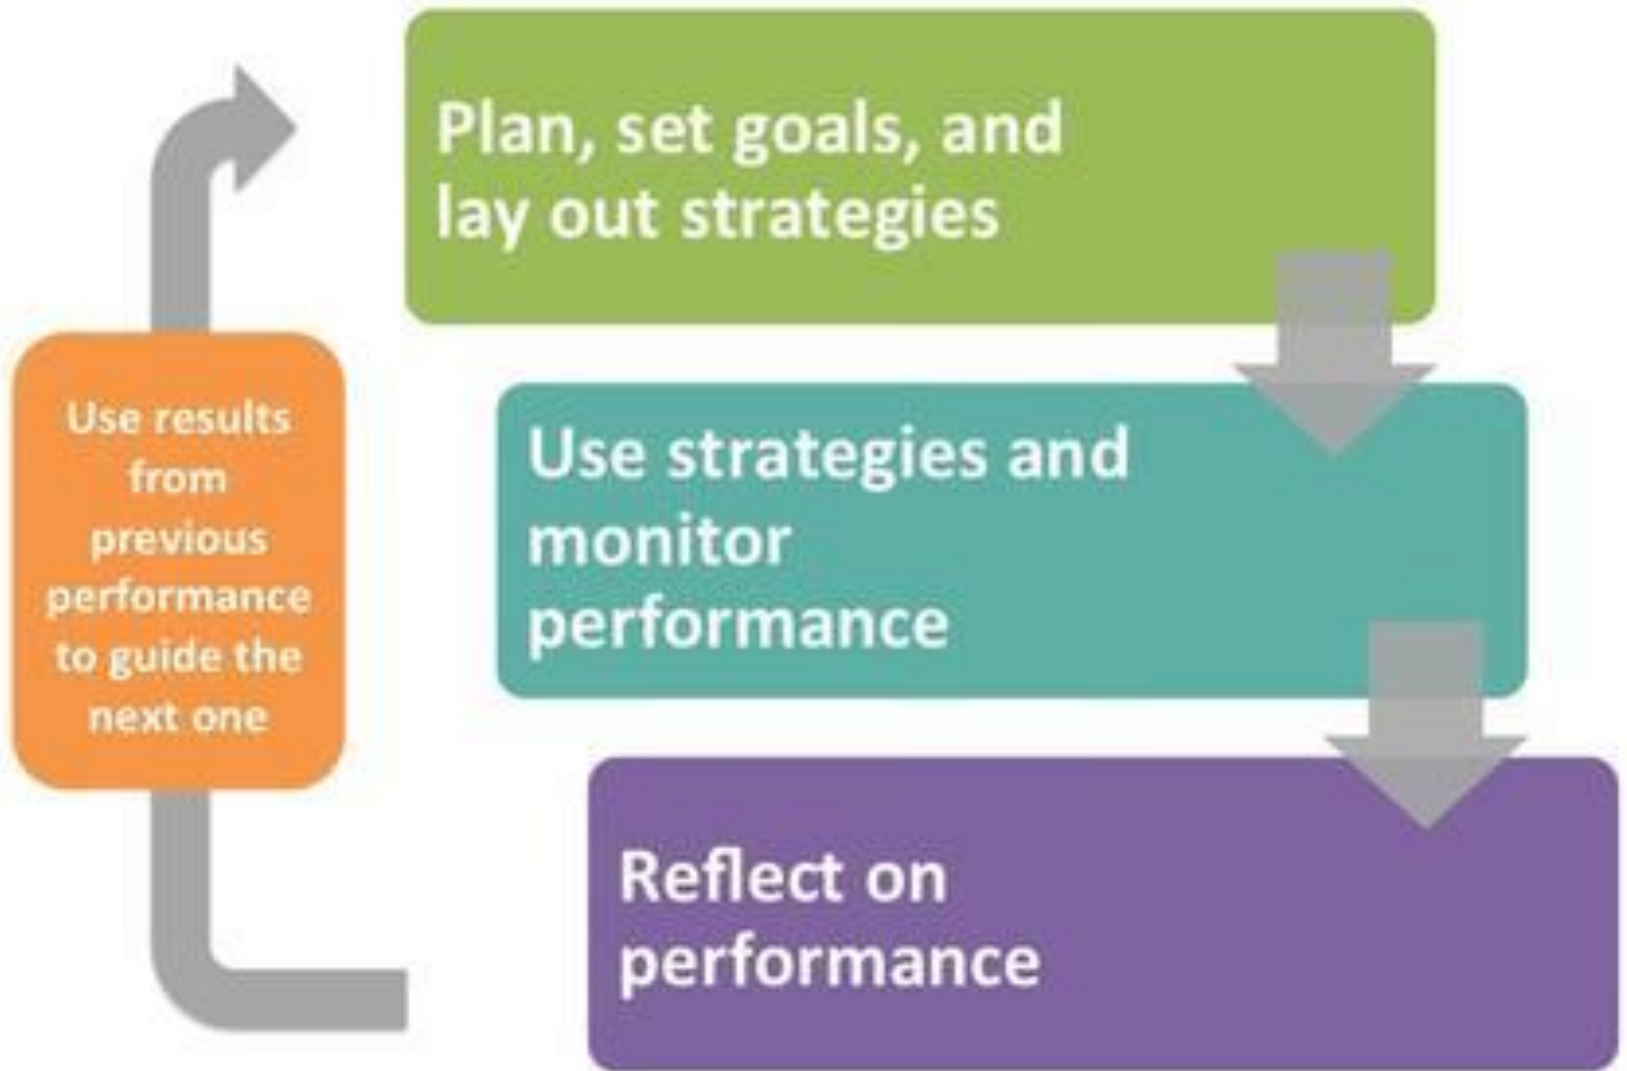 Plan, set goals, and
lay out strategies
Use results
from
previous
performance
to guide the
next one
Use strategies and
monitor
performance
Reflect on
performance